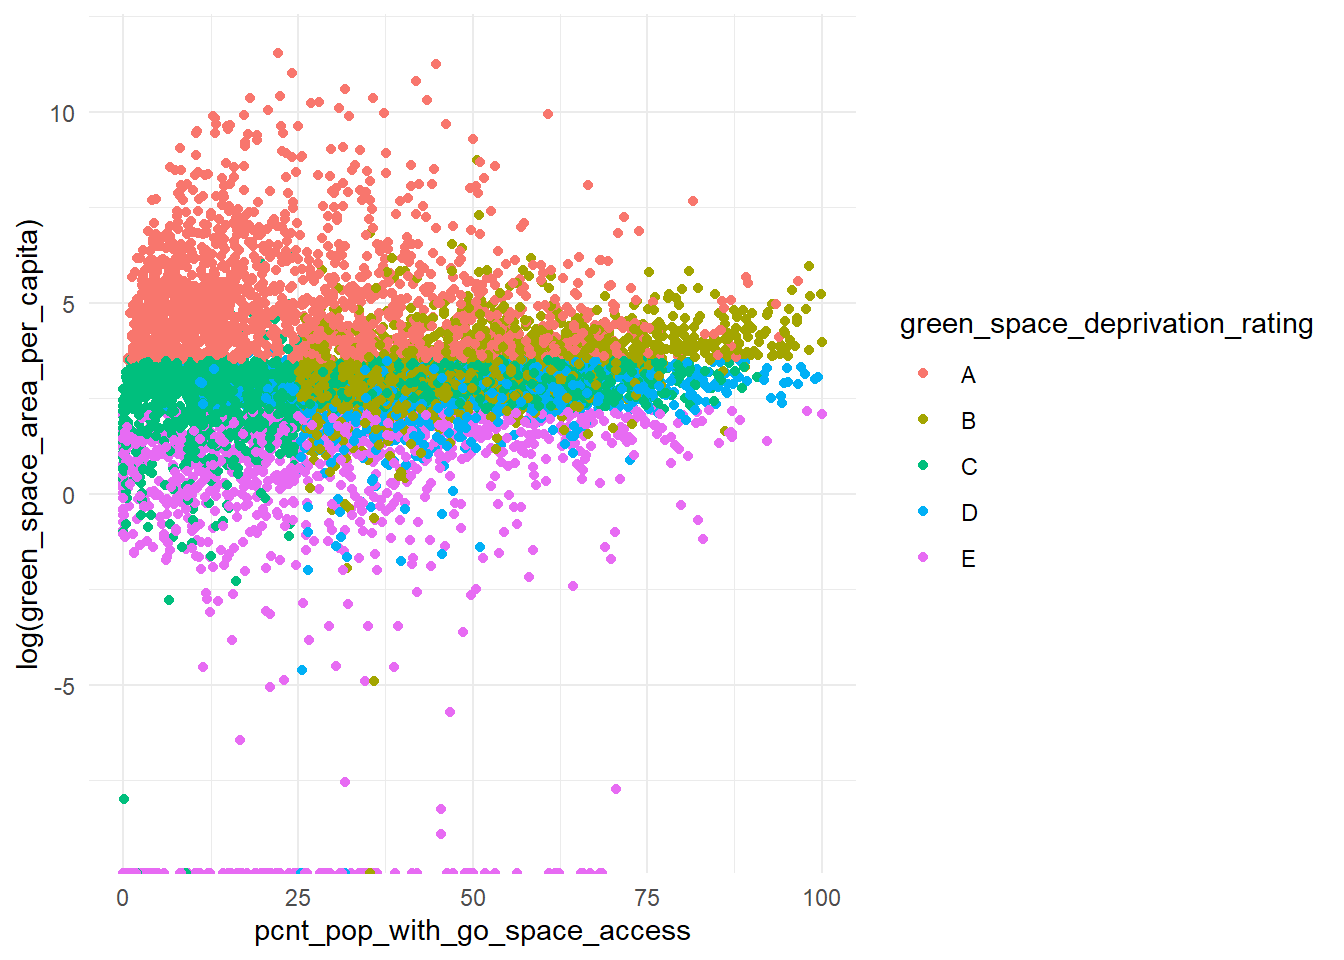 10
5
0
-5
log(green_space_area_per_capita)
0
25
50
75
100
pcnt_pop_with_go_space_access
green_space_deprivation_rating
A
B
C
D
E